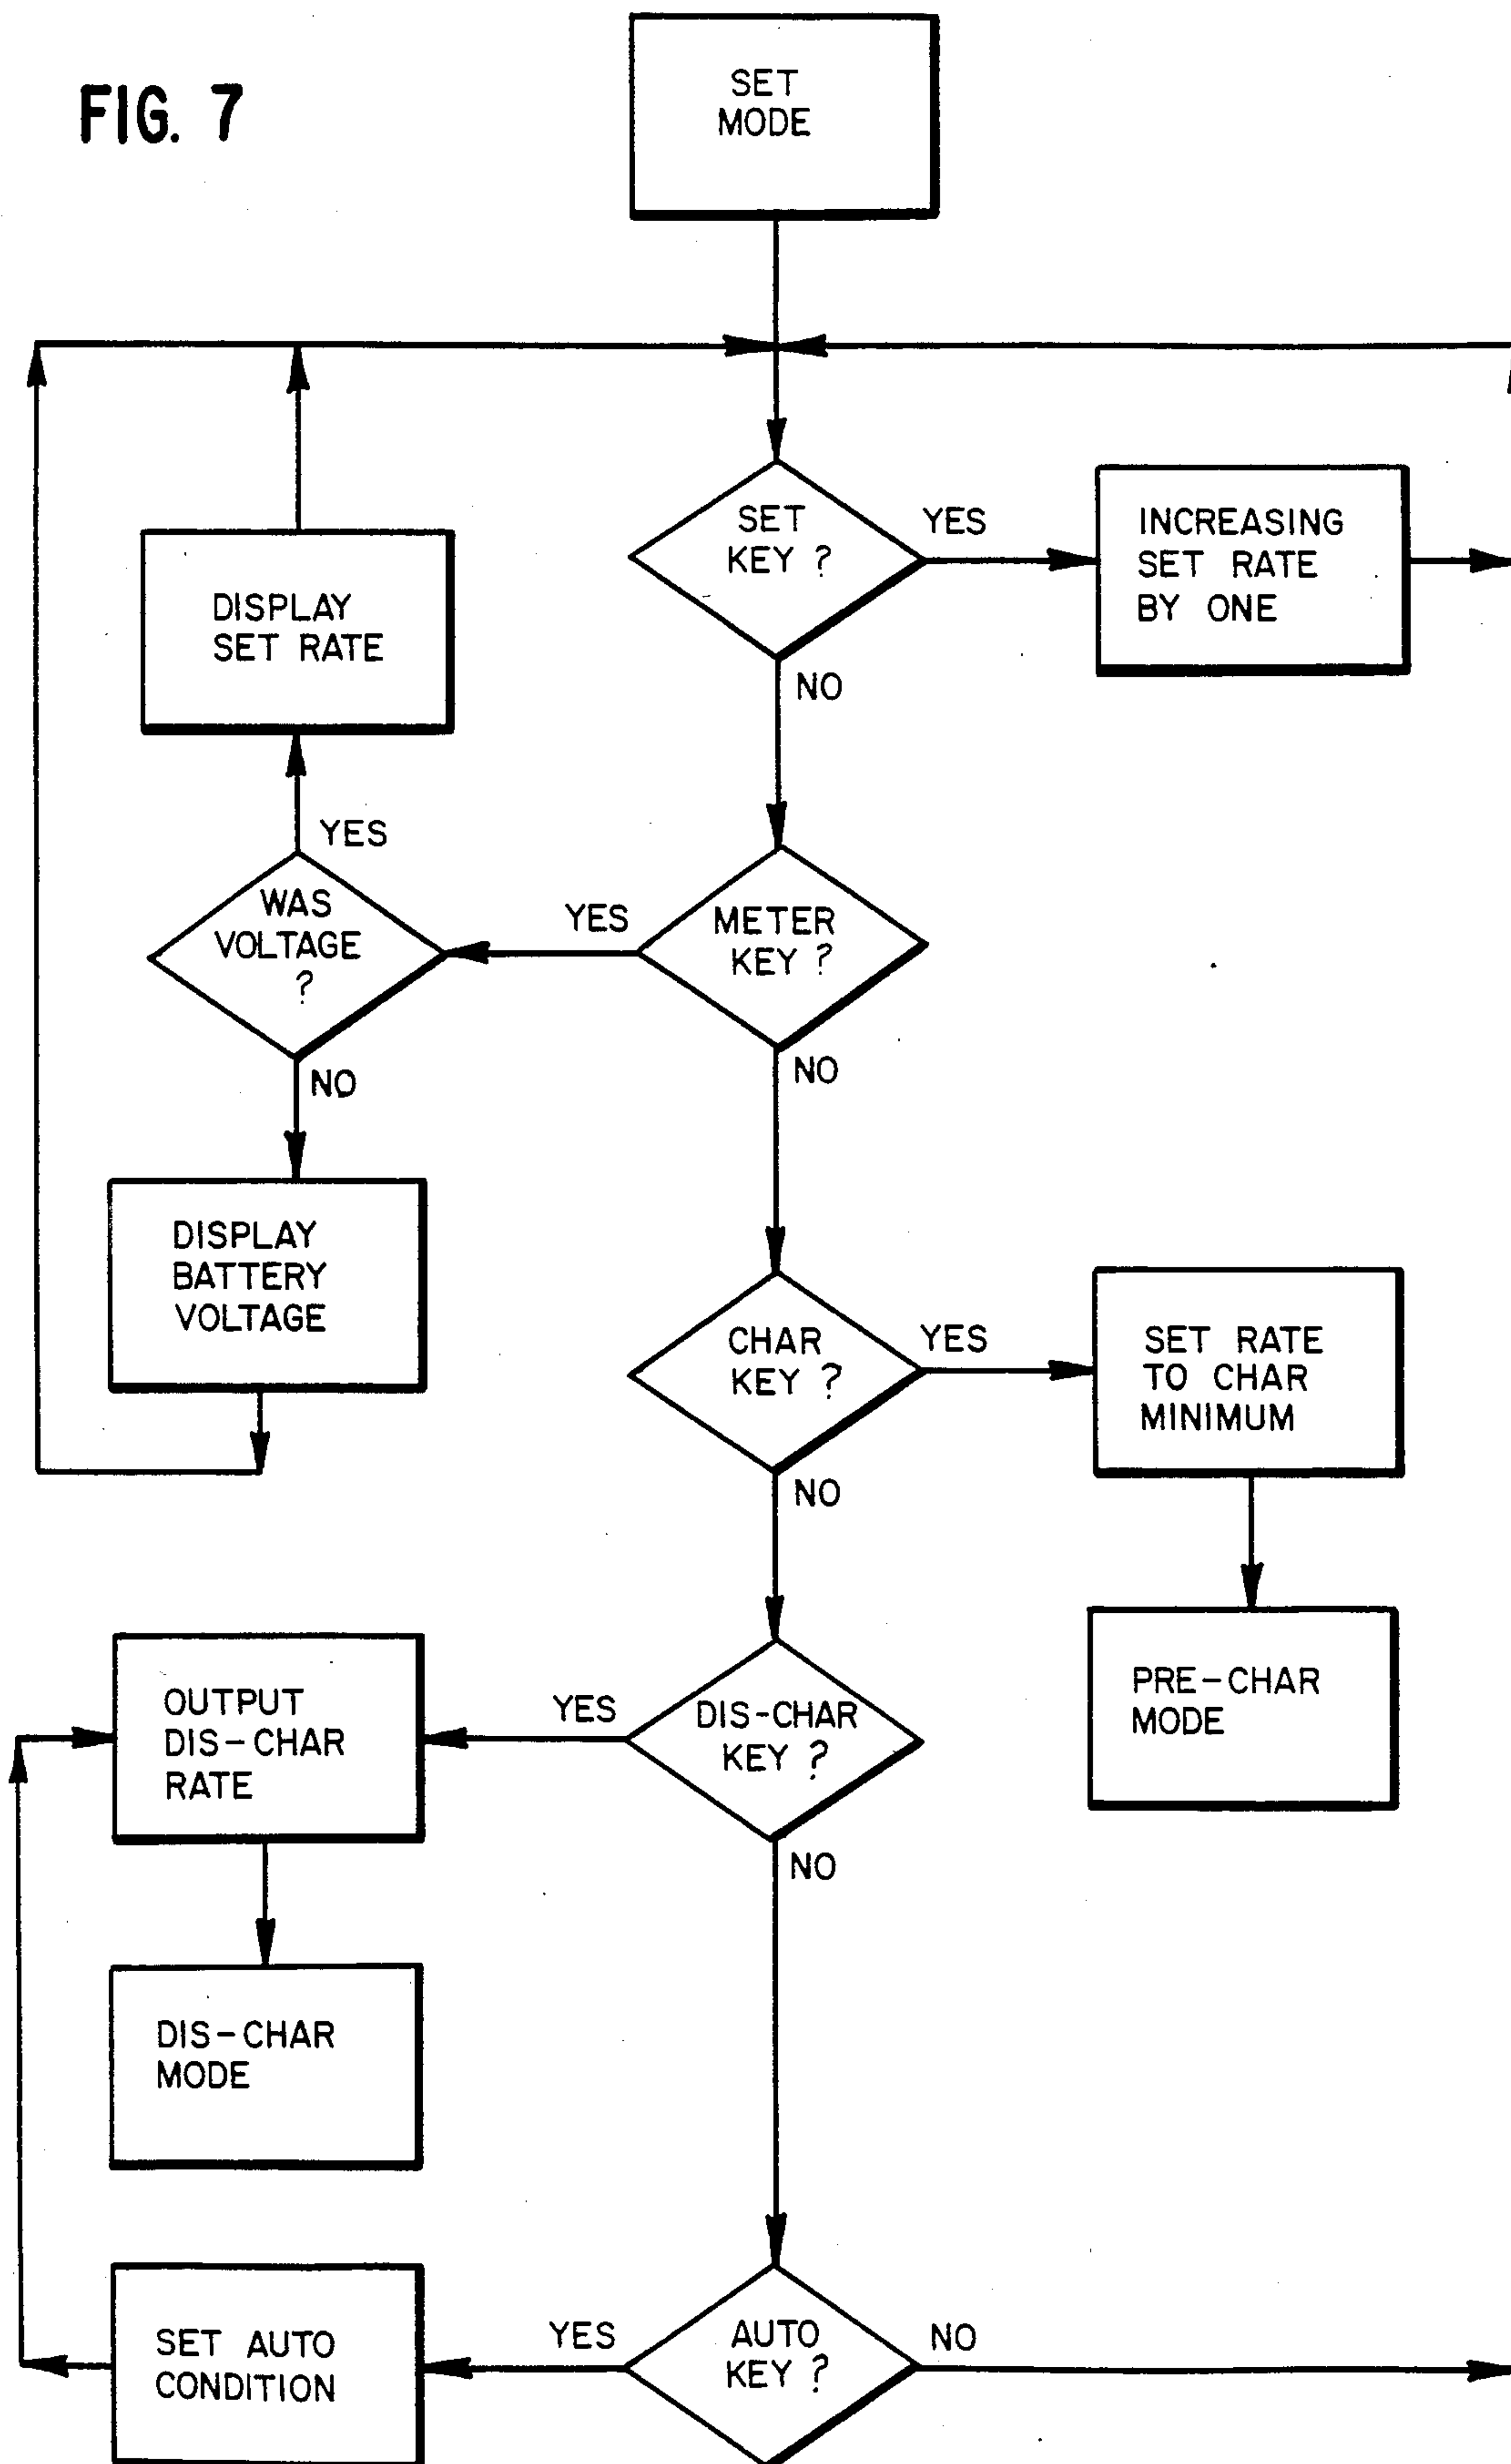 FIG. 7
SET
MODE
SET
KEY ?
YES
INCREASING
SET RATE
BY ONE
NO
DISPLAY
SET RATE
YES
WAS
VOLTAGE
?
YES
METER
KEY ?
NO
NO
DISPLAY
BATTERY
VOLTAGE
CHAR
KEY ?
YES
SET RATE
TO CHAR
MINIMUM
NO
PRE-CHAR
MODE
OUTPUT
DIS-CHAR
RATE
YES
DIS-CHAR
KEY ?
NO
DIS-CHAR
MODE
SET AUTO
CONDITION
YES
AUTO
KEY ?
NO